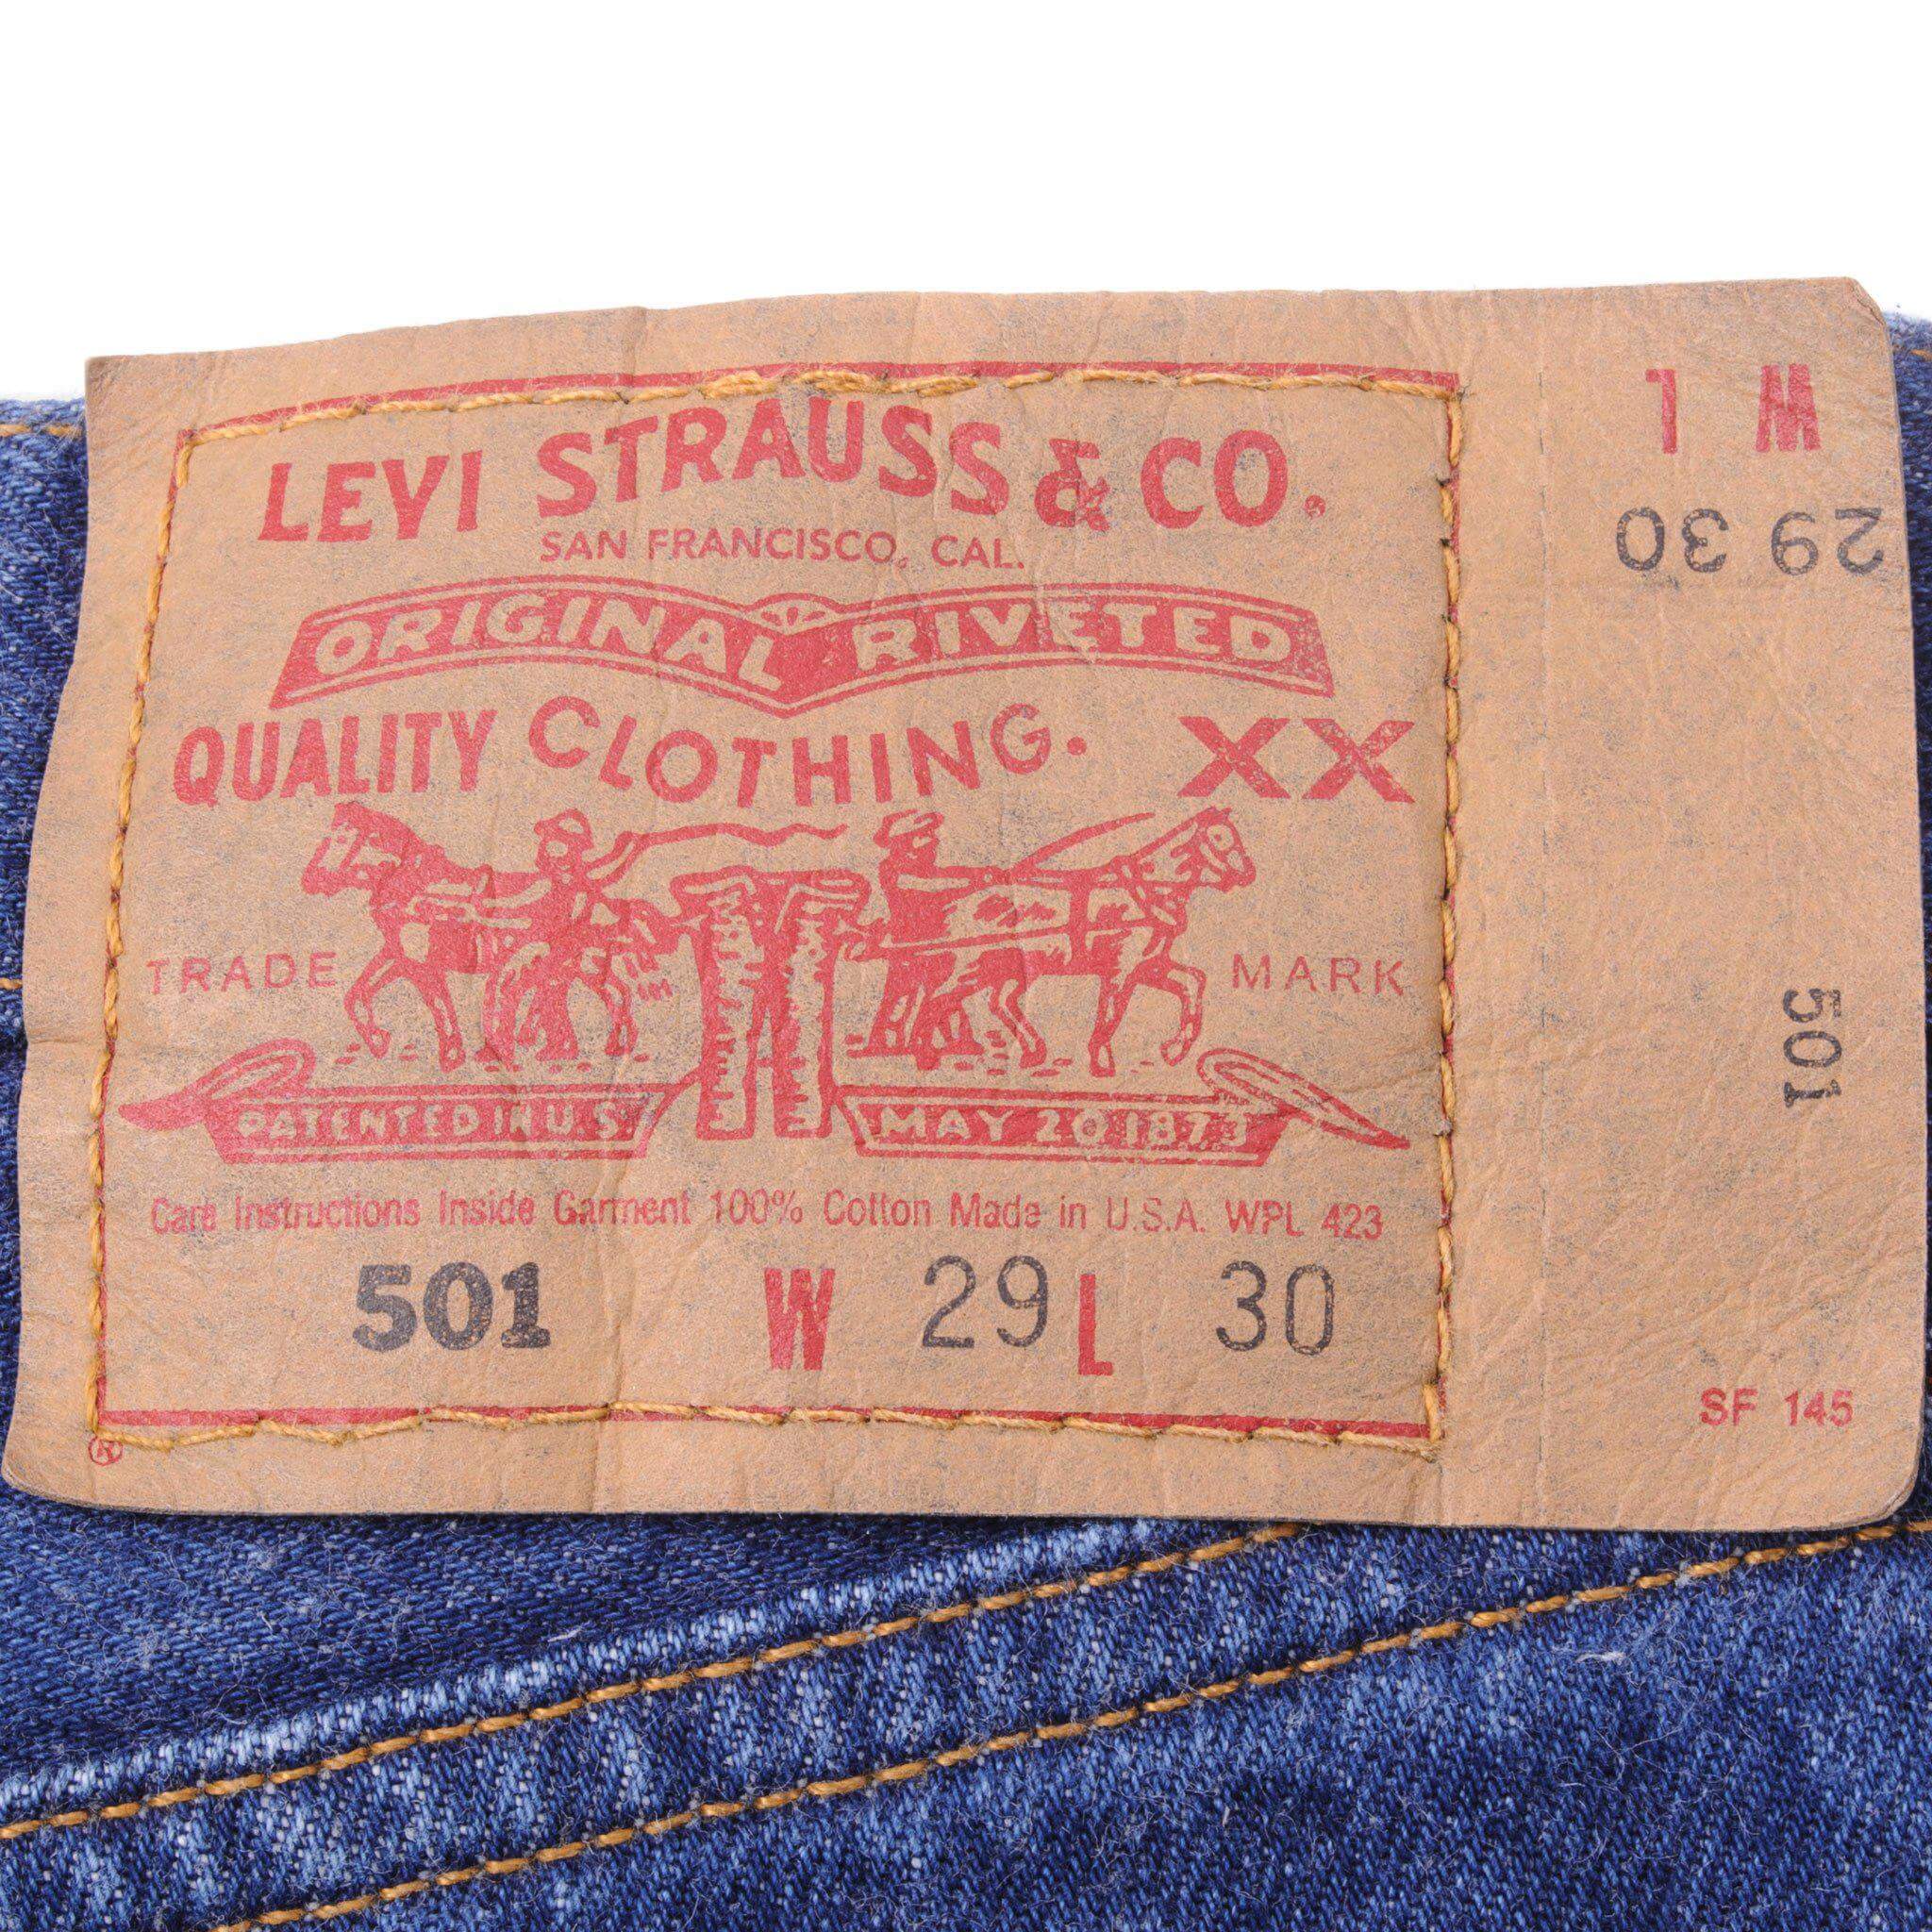 LEVI STRAUSS & CO.
SAN FRANCISCO, CAL.
ORIGINAL RIVETED
QUALITY CLOTHING. XX
TRADE MARK
PATENTED IN U.S. MAY 20 1873
Care Instructions Inside Garment 100% Cotton Made in U.S.A. WPL 423
501 W 29 L 30
®
W L
29 30
501
SF 145